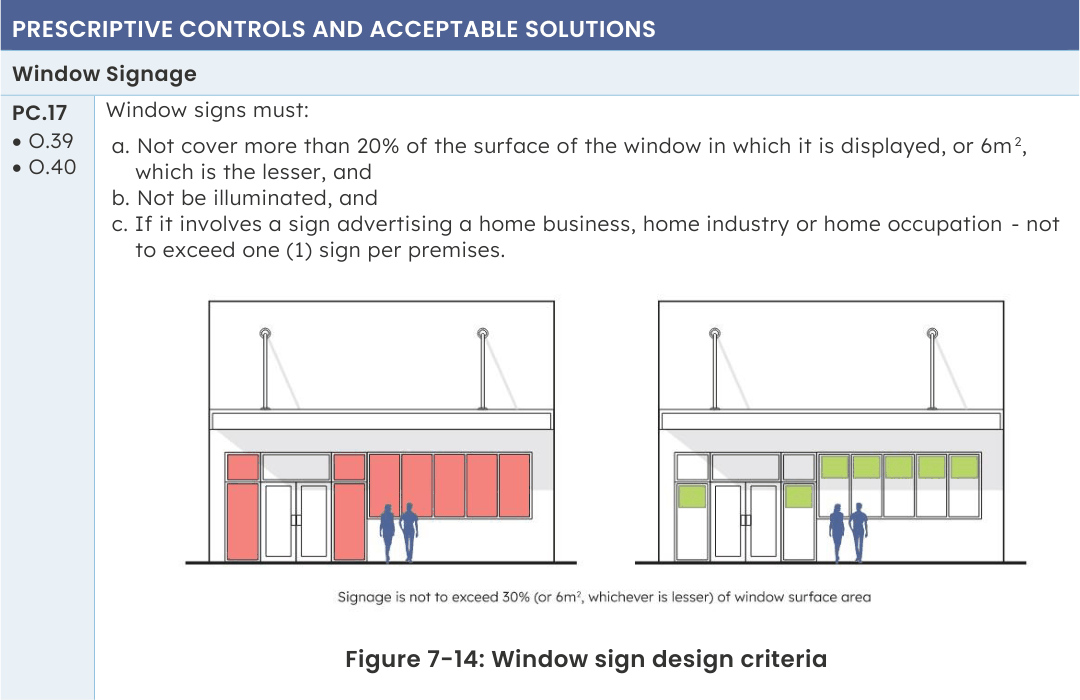 PRESCRIPTIVE CONTROLS AND ACCEPTABLE SOLUTIONS
Window Signage
PC.17
• O.39
• O.40
Window signs must:
a. Not cover more than 20% of the surface of the window in which it is displayed, or 6m²,
which is the lesser, and
b. Not be illuminated, and
c. If it involves a sign advertising a home business, home industry or home occupation - not
to exceed one (1) sign per premises.
Signage is not to exceed 30% (or 6m², whichever is lesser) of window surface area
Figure 7-14: Window sign design criteria